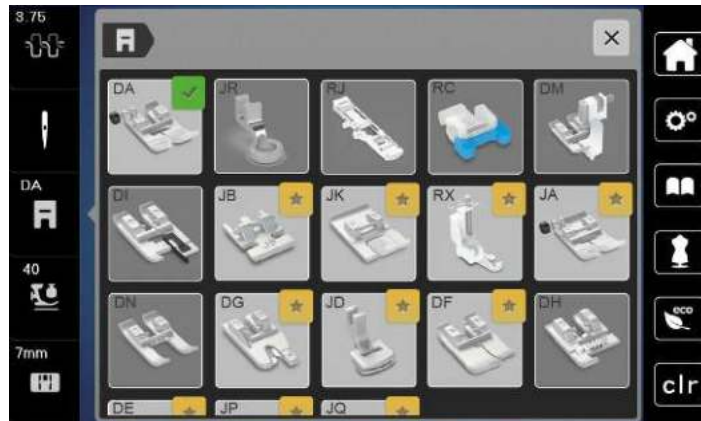 3.75
DA JR RJ RC DM
DA
DI JB JK RX JA
40
DN DG JD DF DH
eco
7mm
clr
DE JP JQ